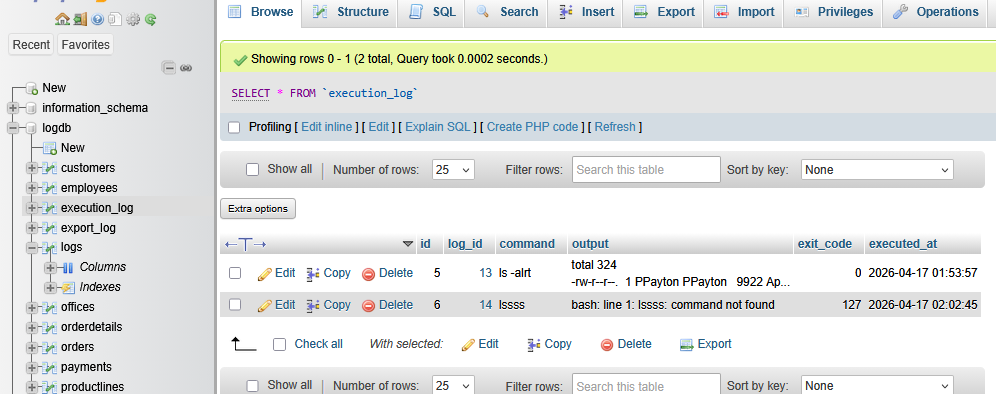 Browse Structure SQL Search Insert Export Import Privileges Operations
Recent Favorites
New
information_schema
logdb
New
customers
employees
execution_log
export_log
logs
Columns
Indexes
offices
orderdetails
orders
payments
productlines
Showing rows 0 - 1 (2 total, Query took 0.0002 seconds.)
SELECT * FROM `execution_log`
Profiling [ Edit inline ] [ Edit ] [ Explain SQL ] [ Create PHP code ] [ Refresh ]
Show all Number of rows: 25 Filter rows: Search this table Sort by key: None
Extra options
id log_id command output exit_code executed_at
Edit Copy Delete 5 13 ls -alrt total 324 0 2026-04-17 01:53:57
-rw-r--r--. 1 PPayton PPayton 9922 Ap...
Edit Copy Delete 6 14 lssss bash: line 1: lssss: command not found 127 2026-04-17 02:02:45
Check all With selected: Edit Copy Delete Export
Show all Number of rows: 25 Filter rows: Search this table Sort by key: None